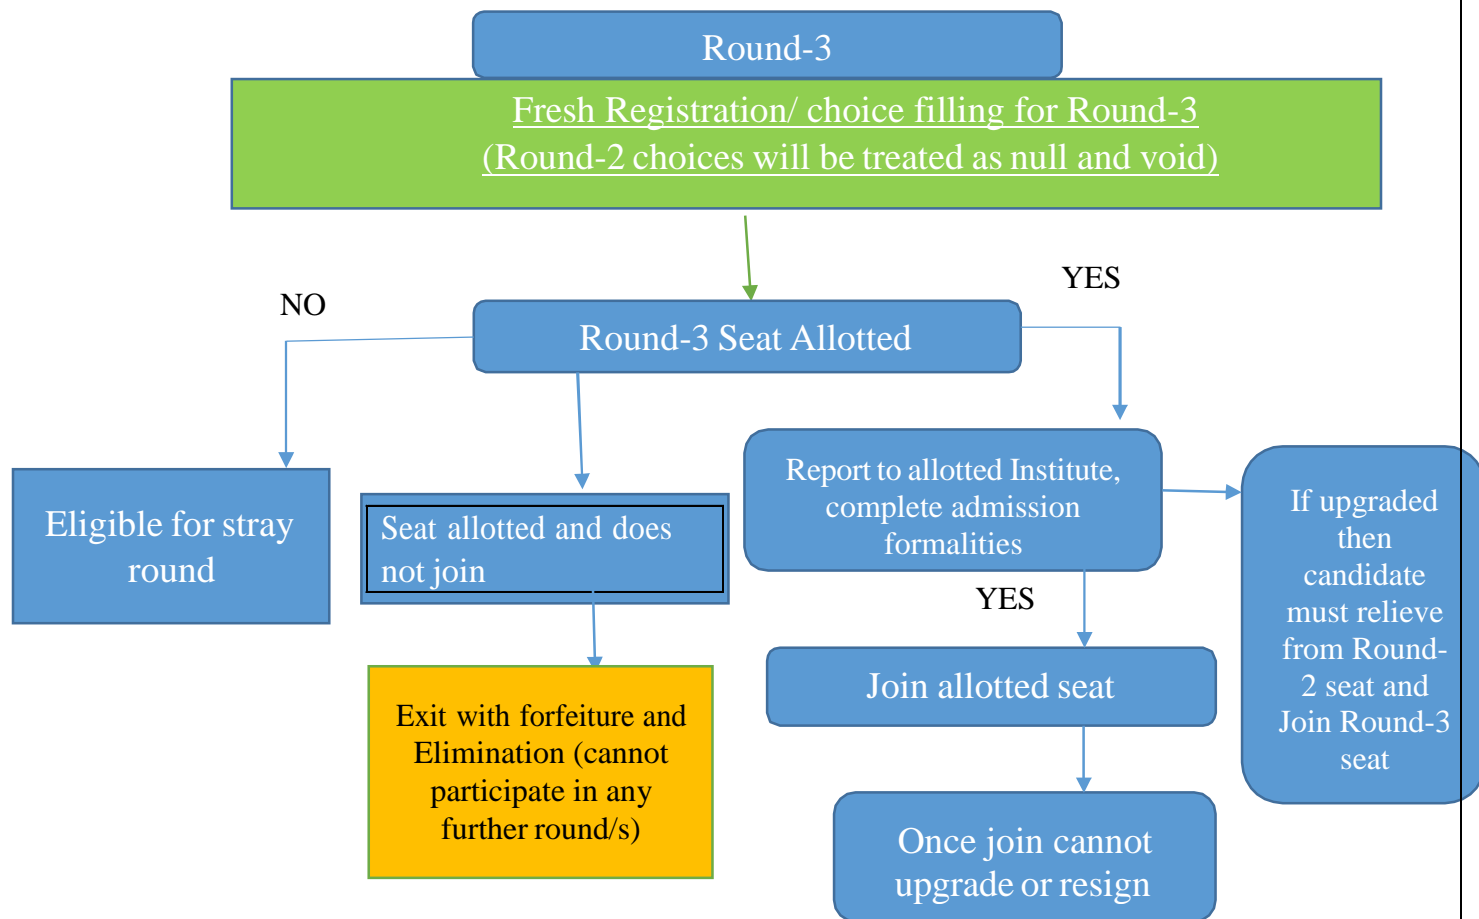 Round-3
Fresh Registration/ choice filling for Round-3
(Round-2 choices will be treated as null and void)
NO
YES
Round-3 Seat Allotted
Eligible for stray
round
Seat allotted and does
not join
Report to allotted Institute,
complete admission
formalities
If upgraded
then
candidate
must relieve
from Round-
2 seat and
Join Round-3
seat
YES
Exit with forfeiture and
Elimination (cannot
participate in any
further round/s)
Join allotted seat
Once join cannot
upgrade or resign